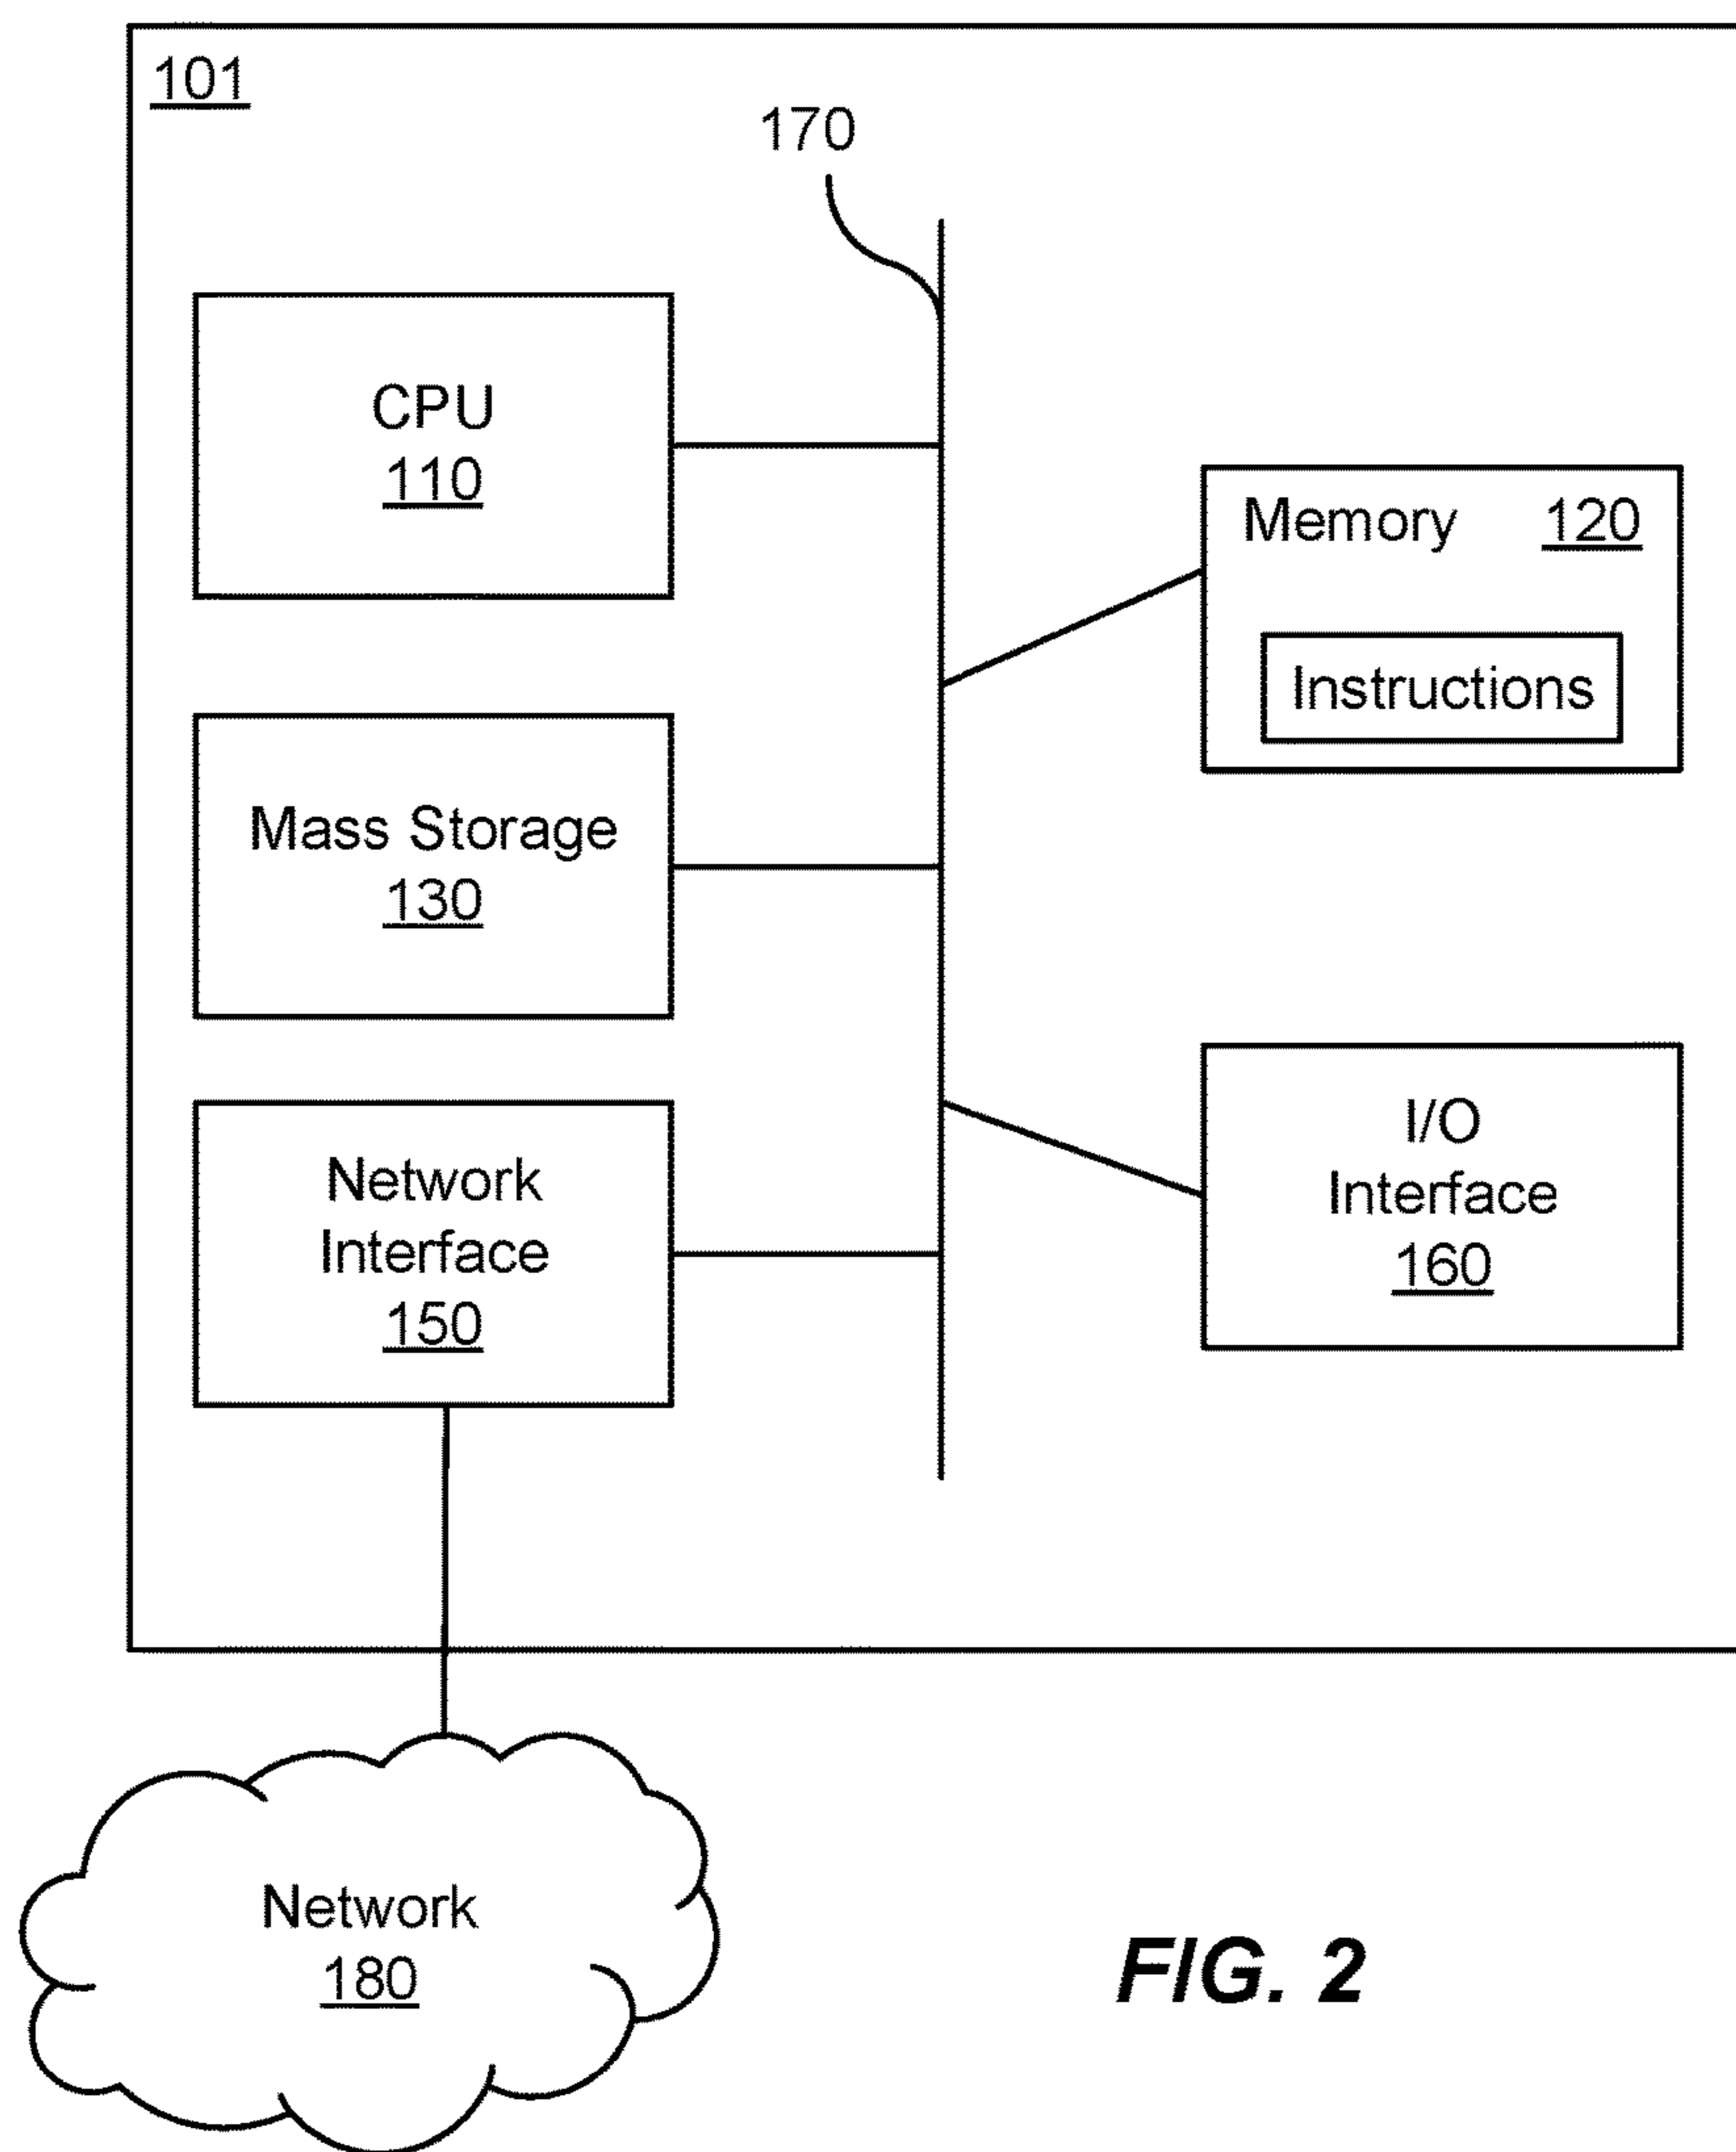 101
170
CPU
110
Memory 120
Instructions
Mass Storage
130
Network
Interface
150
I/O
Interface
160
Network
180
FIG. 2